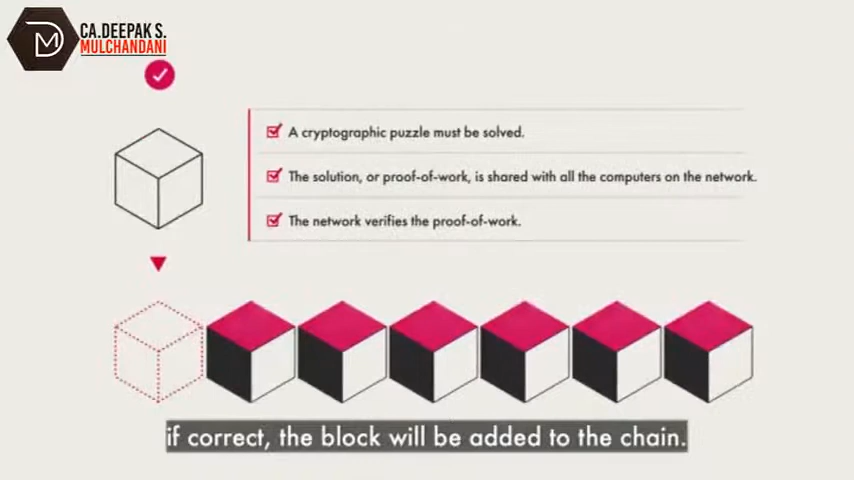 CA.DEEPAK S.
MULCHANDANI
DM
A cryptographic puzzle must be solved.
The solution, or proof-of-work, is shared with all the computers on the network.
The network verifies the proof-of-work.
if correct, the block will be added to the chain.